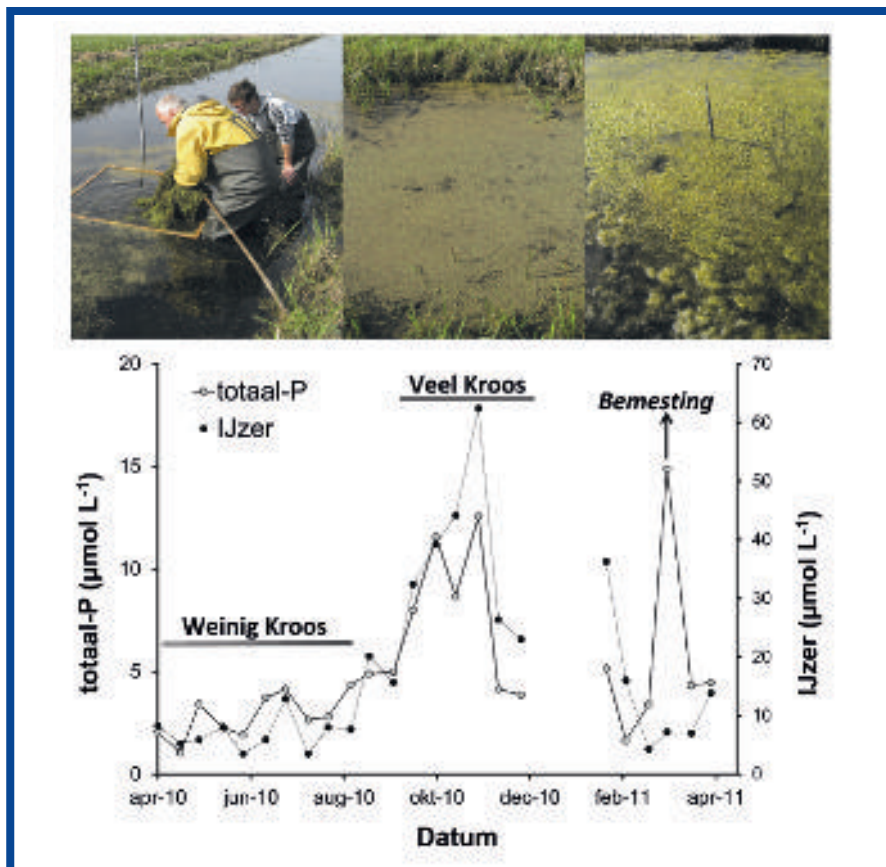 totaal-P
IJzer
Veel Kroos
Bemesting
Weinig Kroos
totaal-P (µmol L⁻¹)
20
15
10
5
0
IJzer (µmol L⁻¹)
70
60
50
40
30
20
10
0
apr-10
jun-10
aug-10
okt-10
dec-10
feb-11
apr-11
Datum